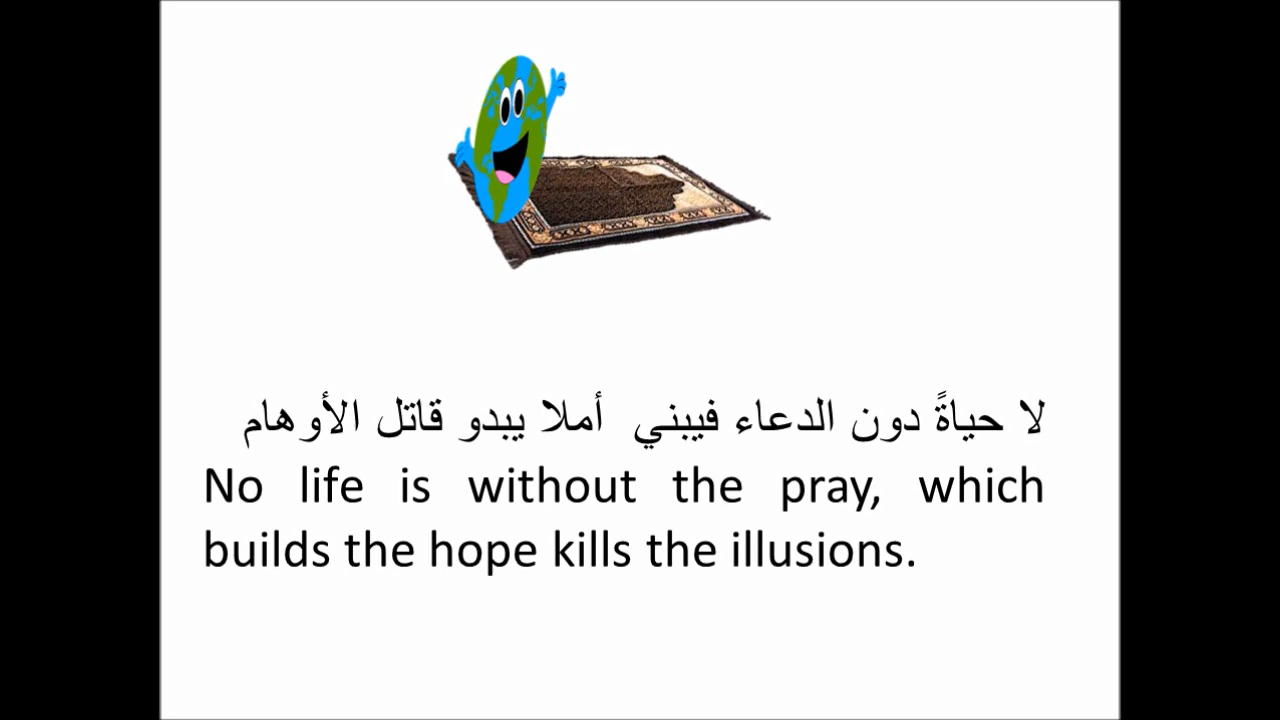 لا حياةً دون الدعاء فيبني أملا يبدو قاتل الأوهام
No life is without the pray, which
builds the hope kills the illusions.